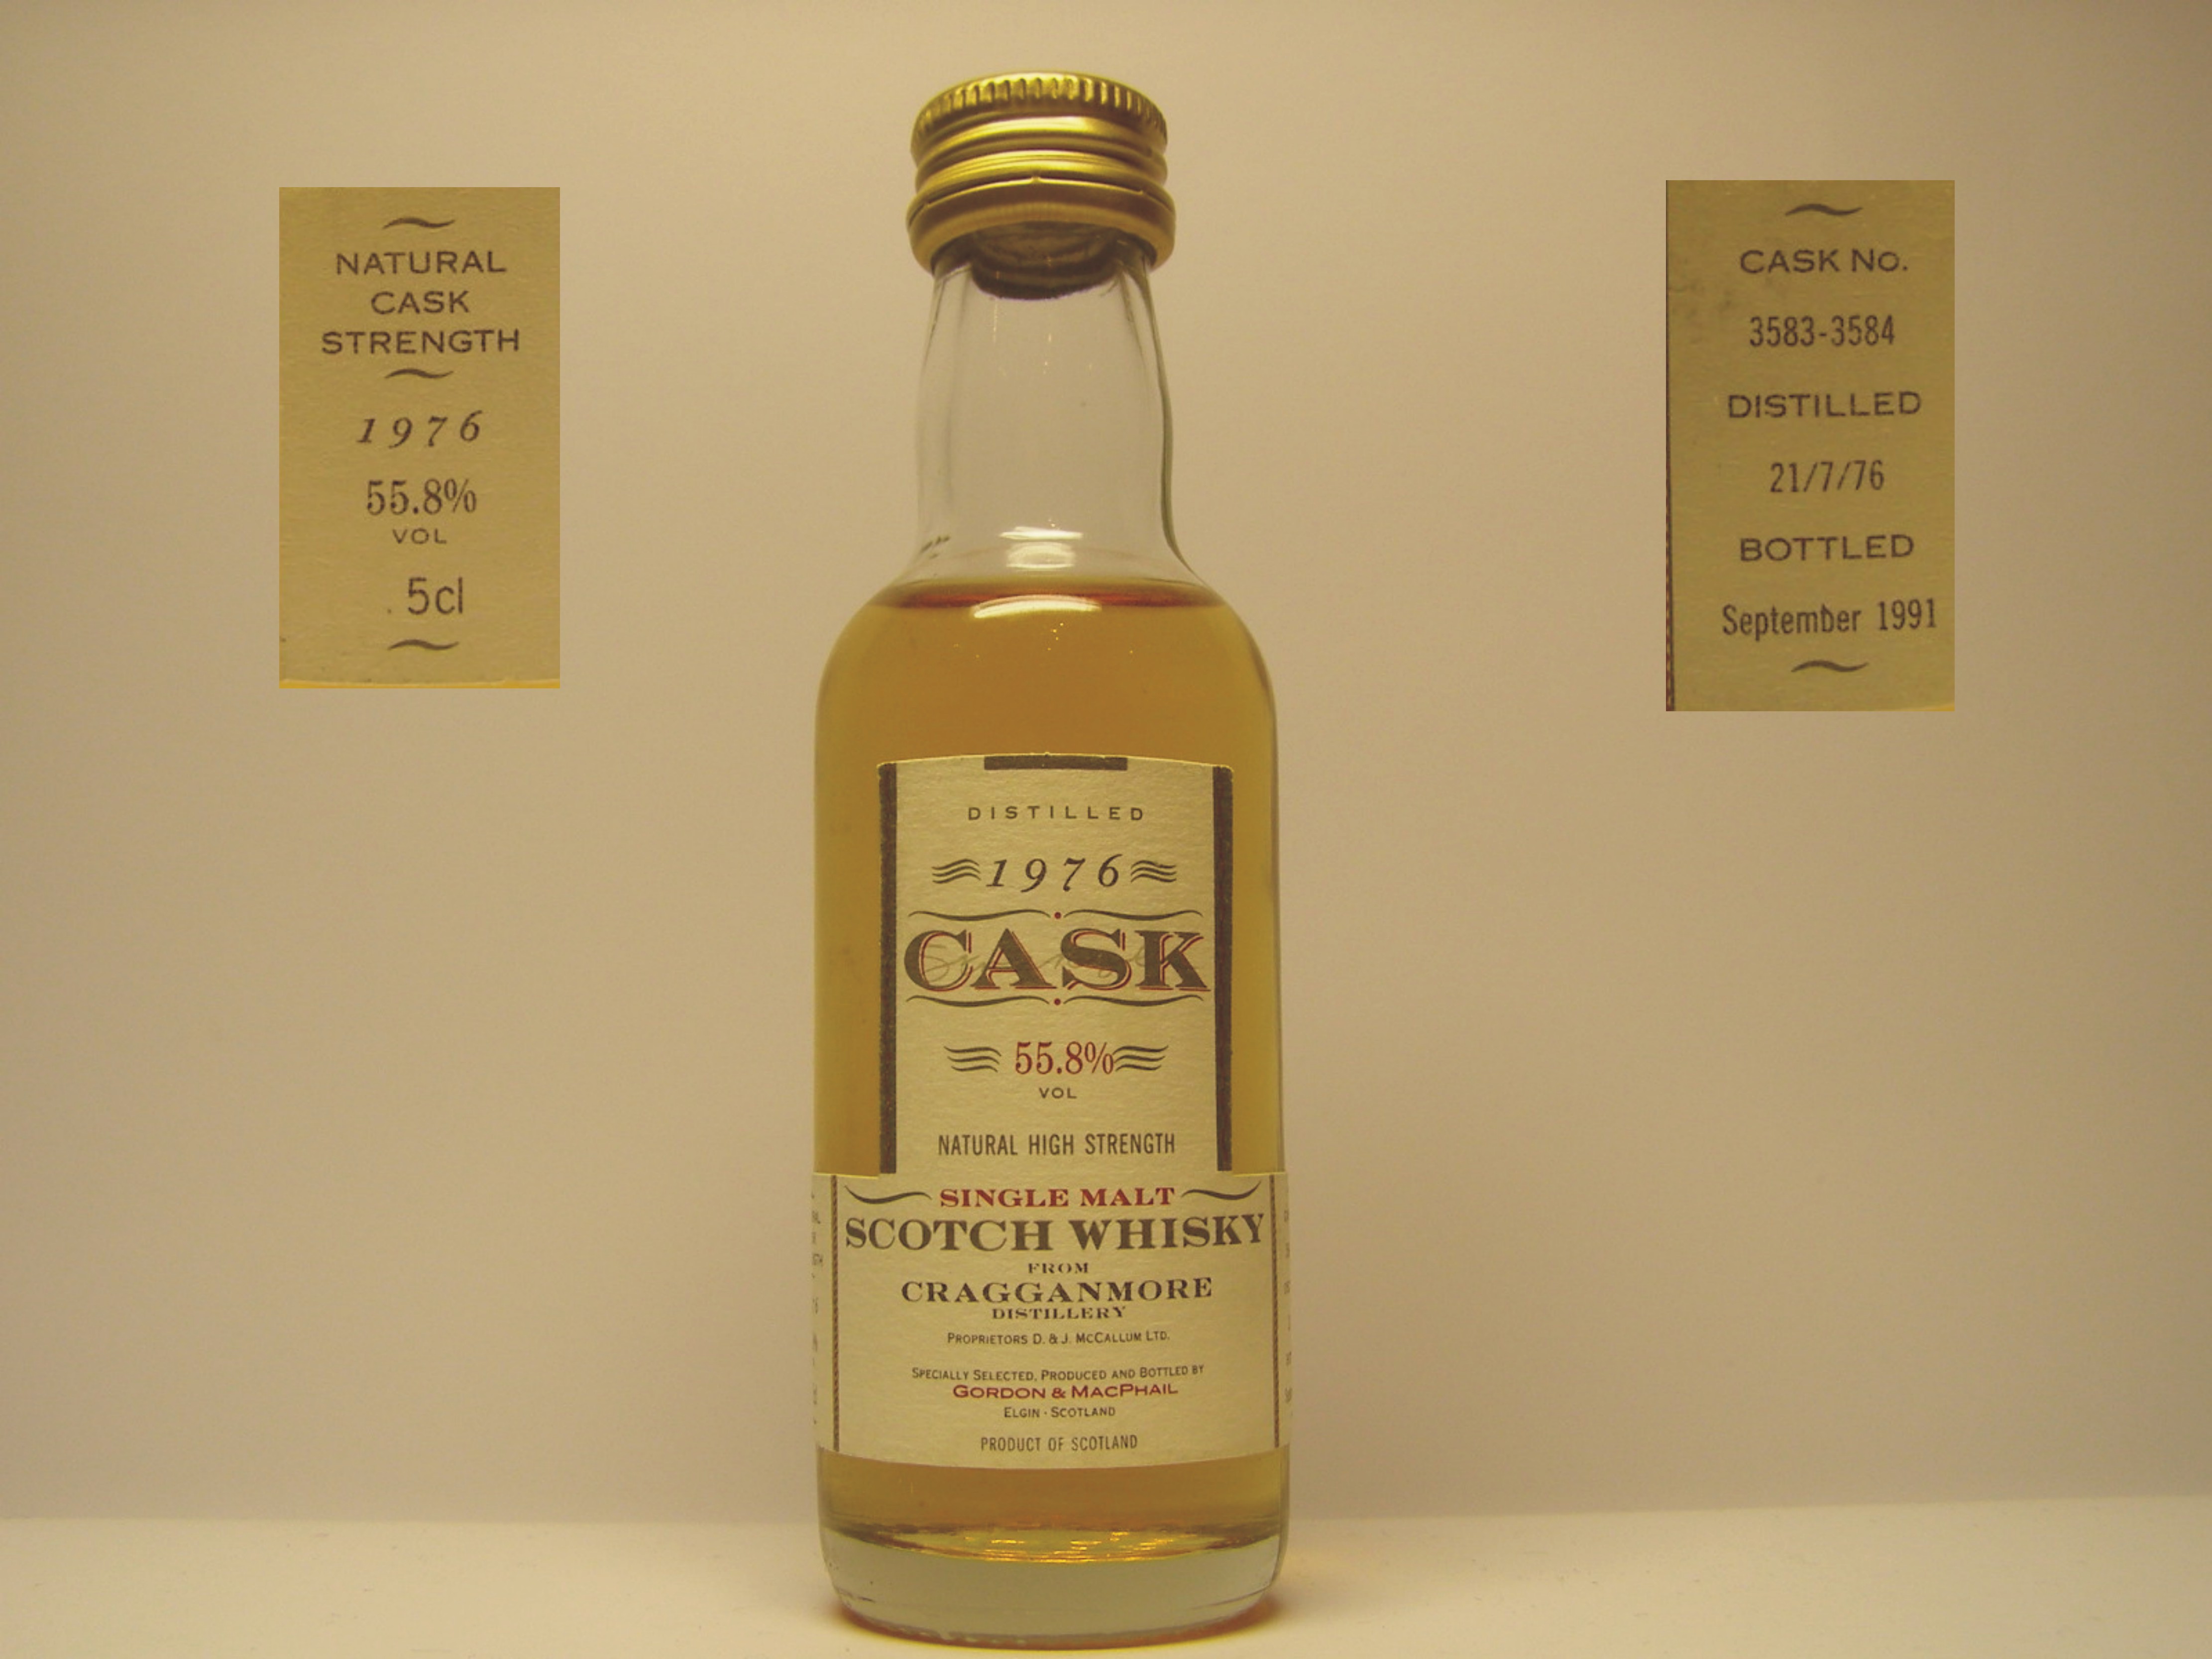 NATURAL
CASK
STRENGTH
1976
55.8%
VOL
5cl
CASK No.
3583-3584
DISTILLED
21/7/76
BOTTLED
September 1991
DISTILLED
1976
CASK
55.8%
VOL
NATURAL HIGH STRENGTH
SINGLE MALT
SCOTCH WHISKY
FROM
CRAGGANMORE
DISTILLERY
PROPRIETORS D. & J. MCCALLUM LTD.
SPECIALLY SELECTED, PRODUCED AND BOTTLED BY
GORDON & MACPHAIL
ELGIN · SCOTLAND
PRODUCT OF SCOTLAND